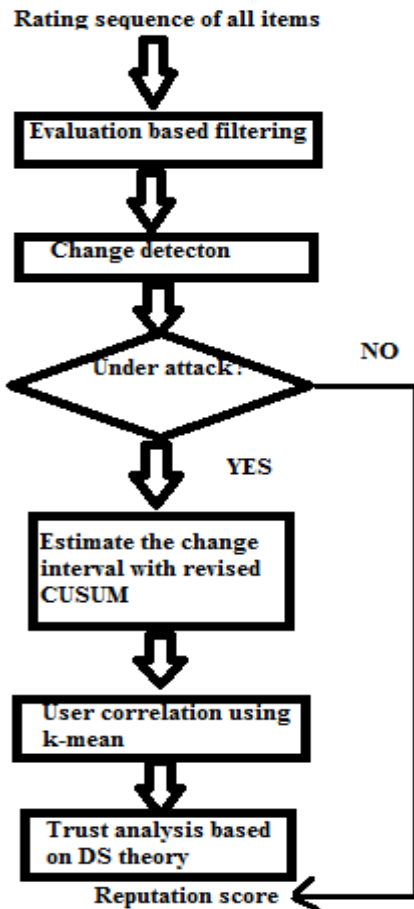 Rating sequence of all items
Evaluation based filtering
Change detecton
Under attack?
NO
YES
Estimate the change
interval with revised
CUSUM
User correlation using
k-mean
Trust analysis based
on DS theory
Reputation score